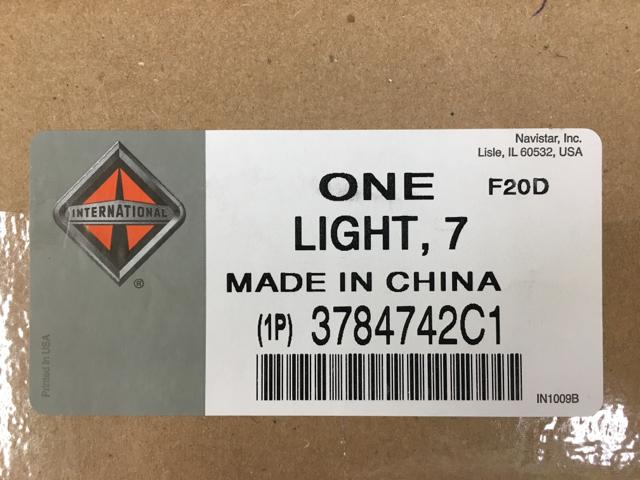 Navistar, Inc.
Lisle, IL 60532, USA
INTERNATIONAL
®
ONE F20D
LIGHT, 7
MADE IN CHINA
(1P) 3784742C1
IN1009B
Printed In USA